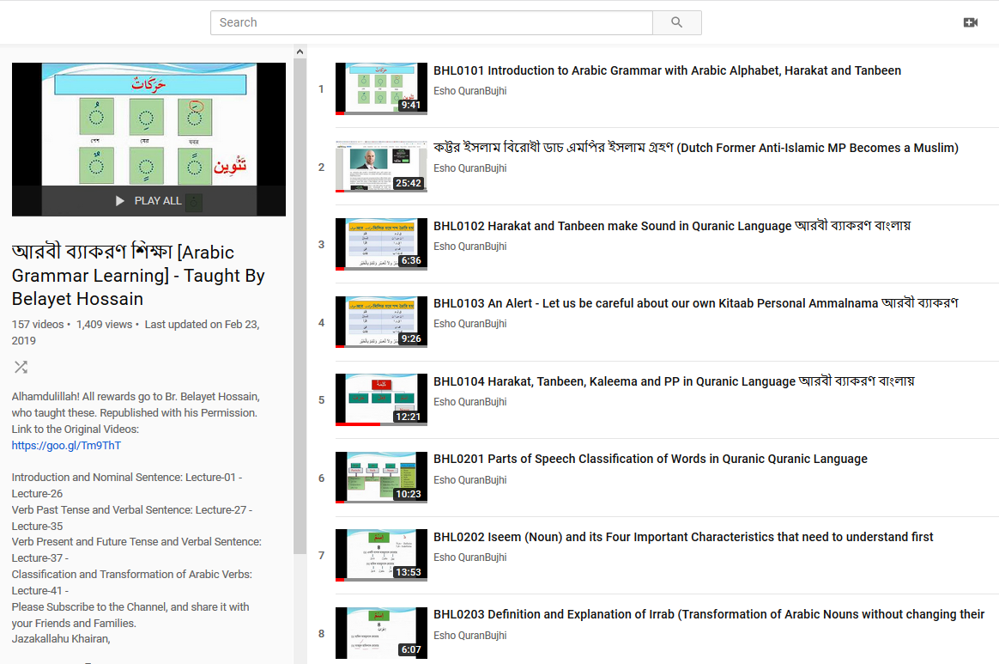 Search
حَرَكَاتٌ
পেশ
যের
যবর
تَنْوِين
PLAY ALL
আরবী ব্যাকরণ শিক্ষা [Arabic
Grammar Learning] - Taught By
Belayet Hossain
157 videos • 1,409 views • Last updated on Feb 23,
2019
Alhamdulillah! All rewards go to Br. Belayet Hossain,
who taught these. Republished with his Permission.
Link to the Original Videos:
https://goo.gl/Tm9ThT
Introduction and Nominal Sentence: Lecture-01 -
Lecture-26
Verb Past Tense and Verbal Sentence: Lecture-27 -
Lecture-35
Verb Present and Future Tense and Verbal Sentence:
Lecture-37 -
Classification and Transformation of Arabic Verbs:
Lecture-41 -
Please Subscribe to the Channel, and share it with
your Friends and Families.
Jazakallahu Khairan,
1
9:41
BHL0101 Introduction to Arabic Grammar with Arabic Alphabet, Harakat and Tanbeen
Esho QuranBujhi
2
25:42
কট্টর ইসলাম বিরোধী ডাচ এমপির ইসলাম গ্রহণ (Dutch Former Anti-Islamic MP Becomes a Muslim)
Esho QuranBujhi
3
6:36
BHL0102 Harakat and Tanbeen make Sound in Quranic Language আরবী ব্যাকরণ বাংলায়
Esho QuranBujhi
4
9:26
BHL0103 An Alert - Let us be careful about our own Kitaab Personal Ammalnama আরবী ব্যাকরণ
Esho QuranBujhi
5
12:21
BHL0104 Harakat, Tanbeen, Kaleema and PP in Quranic Language আরবী ব্যাকরণ বাংলায়
Esho QuranBujhi
6
10:23
BHL0201 Parts of Speech Classification of Words in Quranic Quranic Language
Esho QuranBujhi
7
13:53
BHL0202 Iseem (Noun) and its Four Important Characteristics that need to understand first
Esho QuranBujhi
8
6:07
BHL0203 Definition and Explanation of Irrab (Transformation of Arabic Nouns without changing their
Esho QuranBujhi